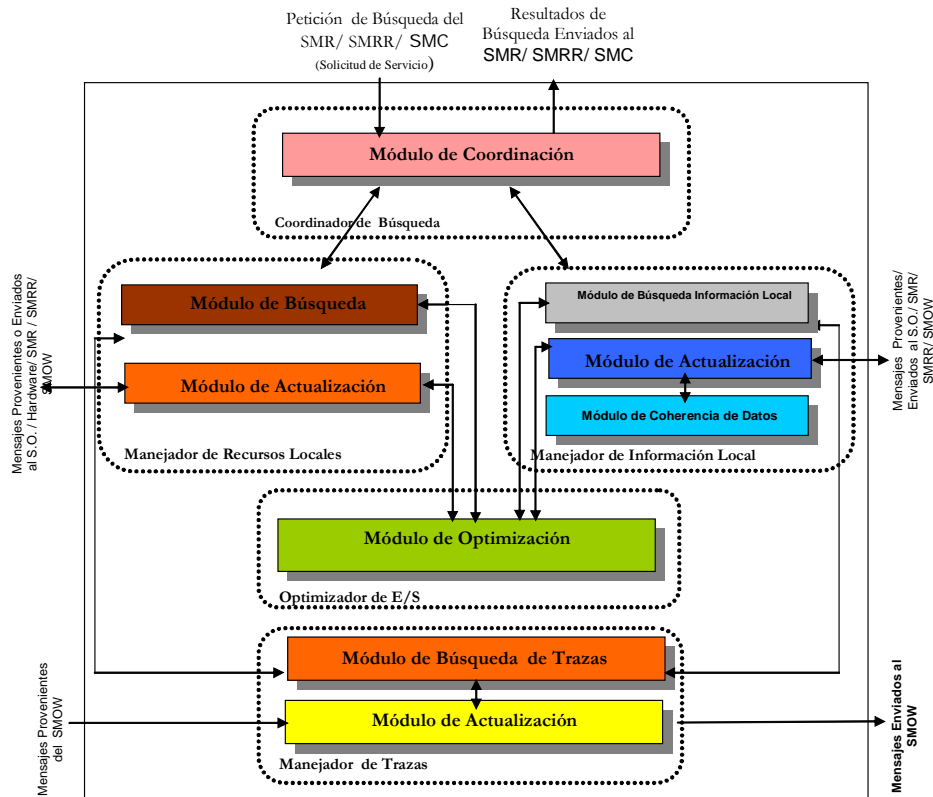 Petición de Búsqueda del
SMR/ SMRR/ SMC
(Solicitud de Servicio)
Resultados de
Búsqueda Enviados al
SMR/ SMRR/ SMC
Módulo de Coordinación
Coordinador de Búsqueda
Módulo de Búsqueda
Módulo de Actualización
Manejador de Recursos Locales
Mensajes Provenientes o Enviados
al S.O. / Hardware/ SMR / SMRR/
SMOW
Módulo de Búsqueda Información Local
Módulo de Actualización
Módulo de Coherencia de Datos
Manejador de Información Local
Mensajes Provenientes/
Enviados al S.O./ SMR/
SMRR/ SMOW
Módulo de Optimización
Optimizador de E/S
Módulo de Búsqueda de Trazas
Módulo de Actualización
Manejador de Trazas
Mensajes Provenientes
del SMOW
Mensajes Enviados al
SMOW